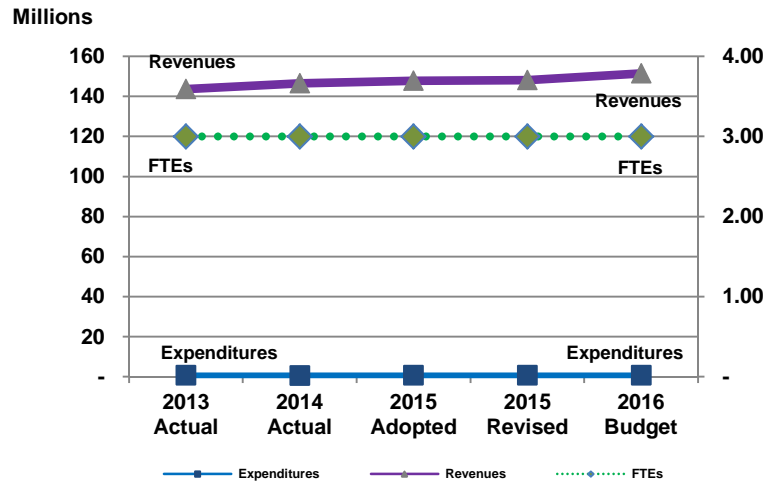 Millions
160
140
120
100
80
60
40
20
-
4.00
3.00
2.00
1.00
-
Revenues
Revenues
FTEs
FTEs
Expenditures
Expenditures
2013
Actual
2014
Actual
2015
Adopted
2015
Revised
2016
Budget
Expenditures
Revenues
FTEs